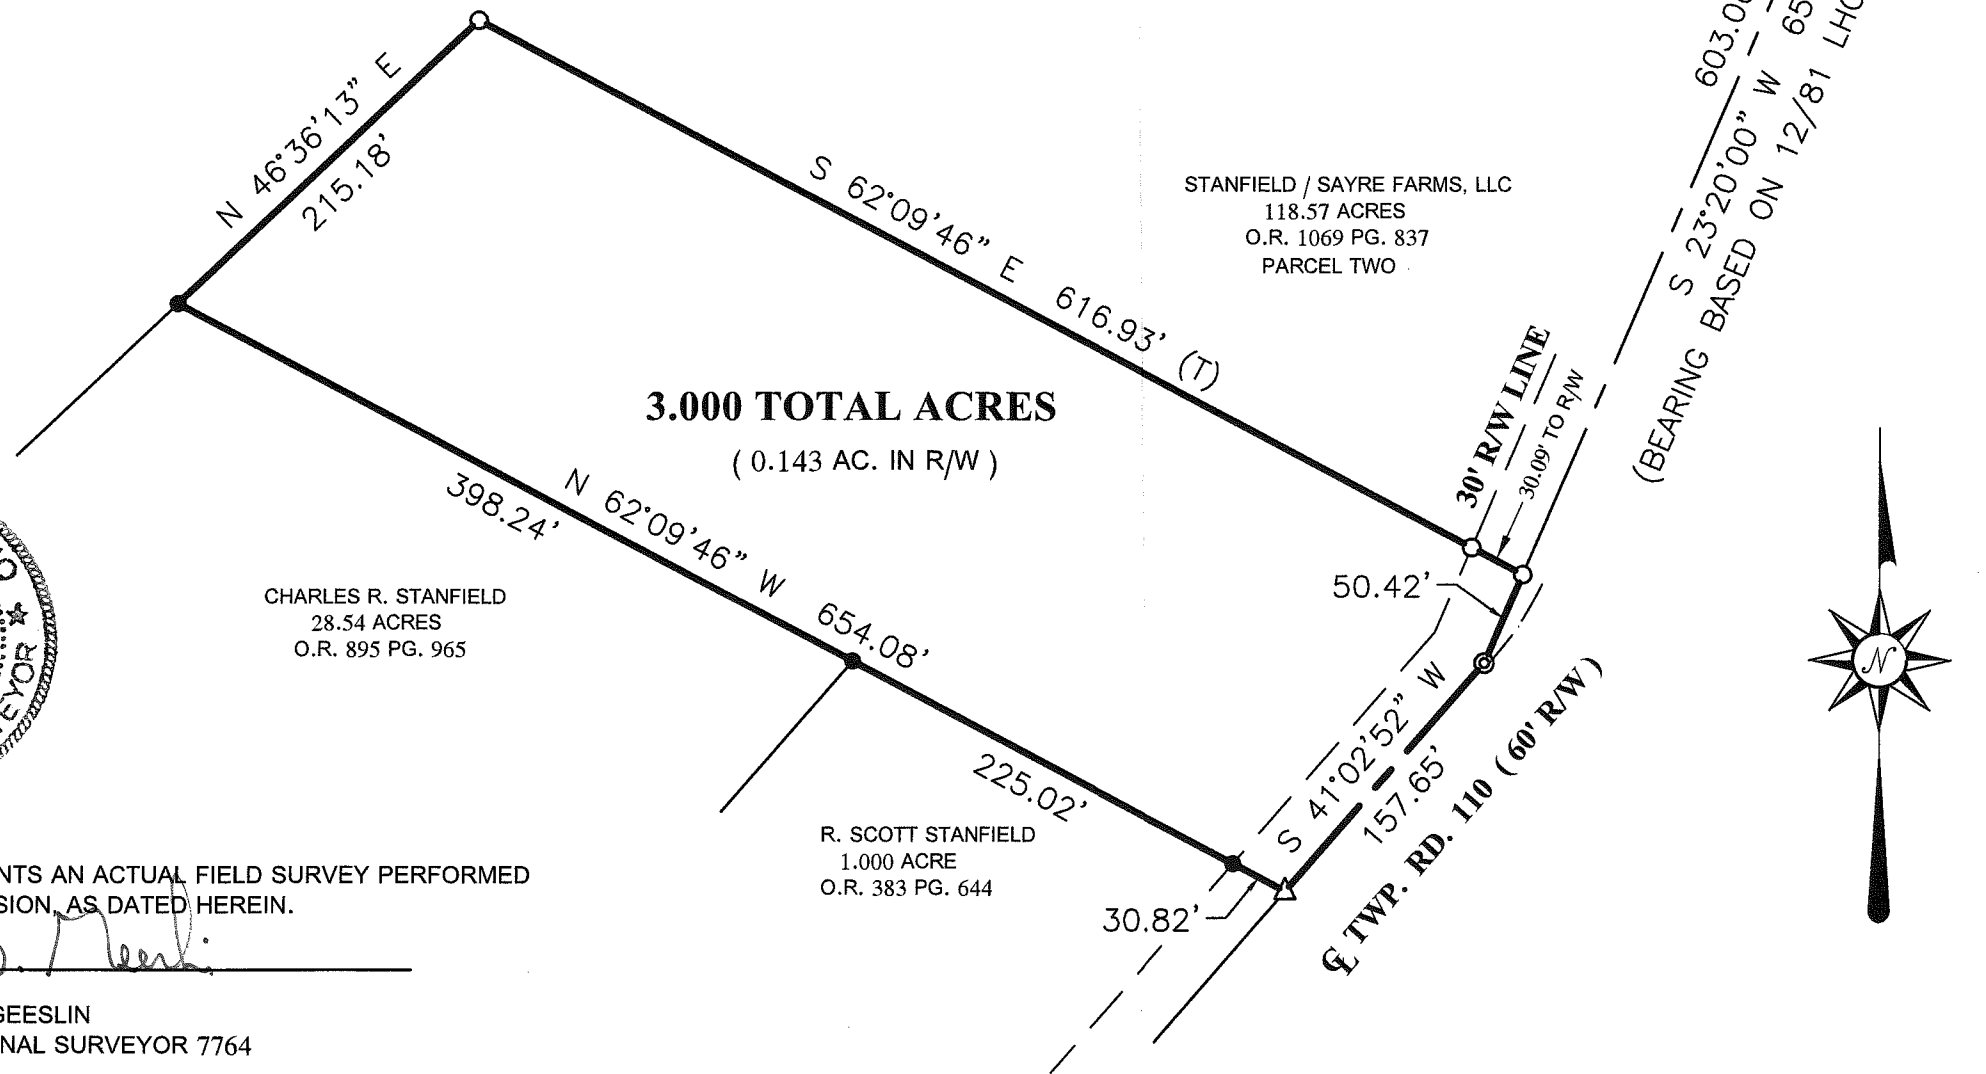 603.00
S 23°20'00" W 65
(BEARING BASED ON 12/81 LHC
N 46°36'13" E
215.18'
S 62°09'46" E 616.93' (T)
STANFIELD / SAYRE FARMS, LLC
118.57 ACRES
O.R. 1069 PG. 837
PARCEL TWO
3.000 TOTAL ACRES
( 0.143 AC. IN R/W )
30' R/W LINE
30.09' TO R/W
N 62°09'46" W 654.08'
398.24'
50.42'
CHARLES R. STANFIELD
28.54 ACRES
O.R. 895 PG. 965
EYOR ★
N
S 41°02'52" W
157.65'
℄ TWP. RD. 110 ( 60' R/W )
225.02'
R. SCOTT STANFIELD
1.000 ACRE
O.R. 383 PG. 644
30.82'
NTS AN ACTUAL FIELD SURVEY PERFORMED
SION, AS DATED HEREIN.
GEESLIN
NAL SURVEYOR 7764